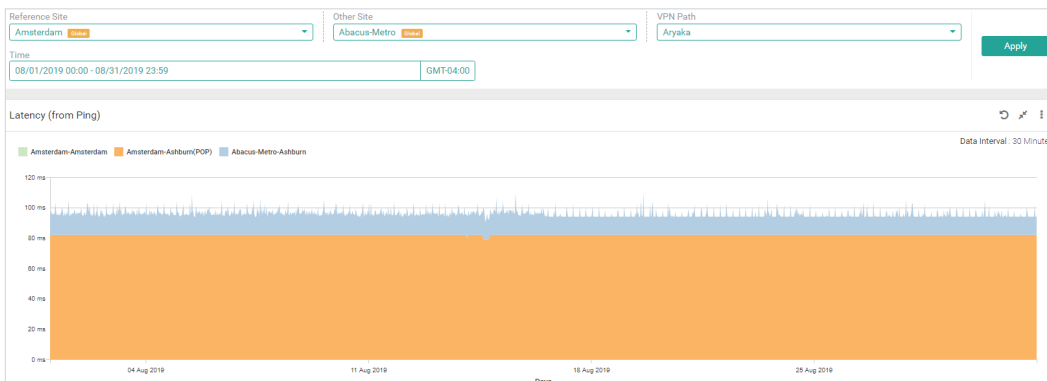 Reference Site
Other Site
VPN Path
Amsterdam Global
Abacus-Metro Global
Aryaka
Apply
Time
08/01/2019 00:00 - 08/31/2019 23:59
GMT-04:00
Latency (from Ping)
Data Interval : 30 Minute
Amsterdam-Amsterdam
Amsterdam-Ashburn(POP)
Abacus-Metro-Ashburn
120 ms
100 ms
80 ms
60 ms
40 ms
20 ms
0 ms
04 Aug 2019
11 Aug 2019
18 Aug 2019
25 Aug 2019